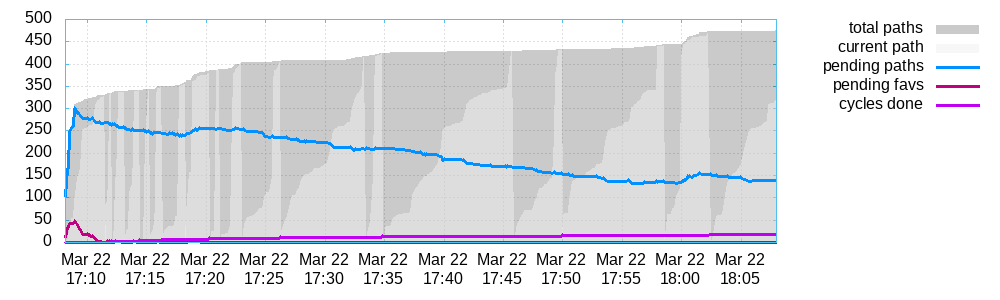 500
450
400
350
300
250
200
150
100
50
0
Mar 22 Mar 22 Mar 22 Mar 22 Mar 22 Mar 22 Mar 22 Mar 22 Mar 22 Mar 22 Mar 22 Mar 22
17:10 17:15 17:20 17:25 17:30 17:35 17:40 17:45 17:50 17:55 18:00 18:05
total paths
current path
pending paths
pending favs
cycles done